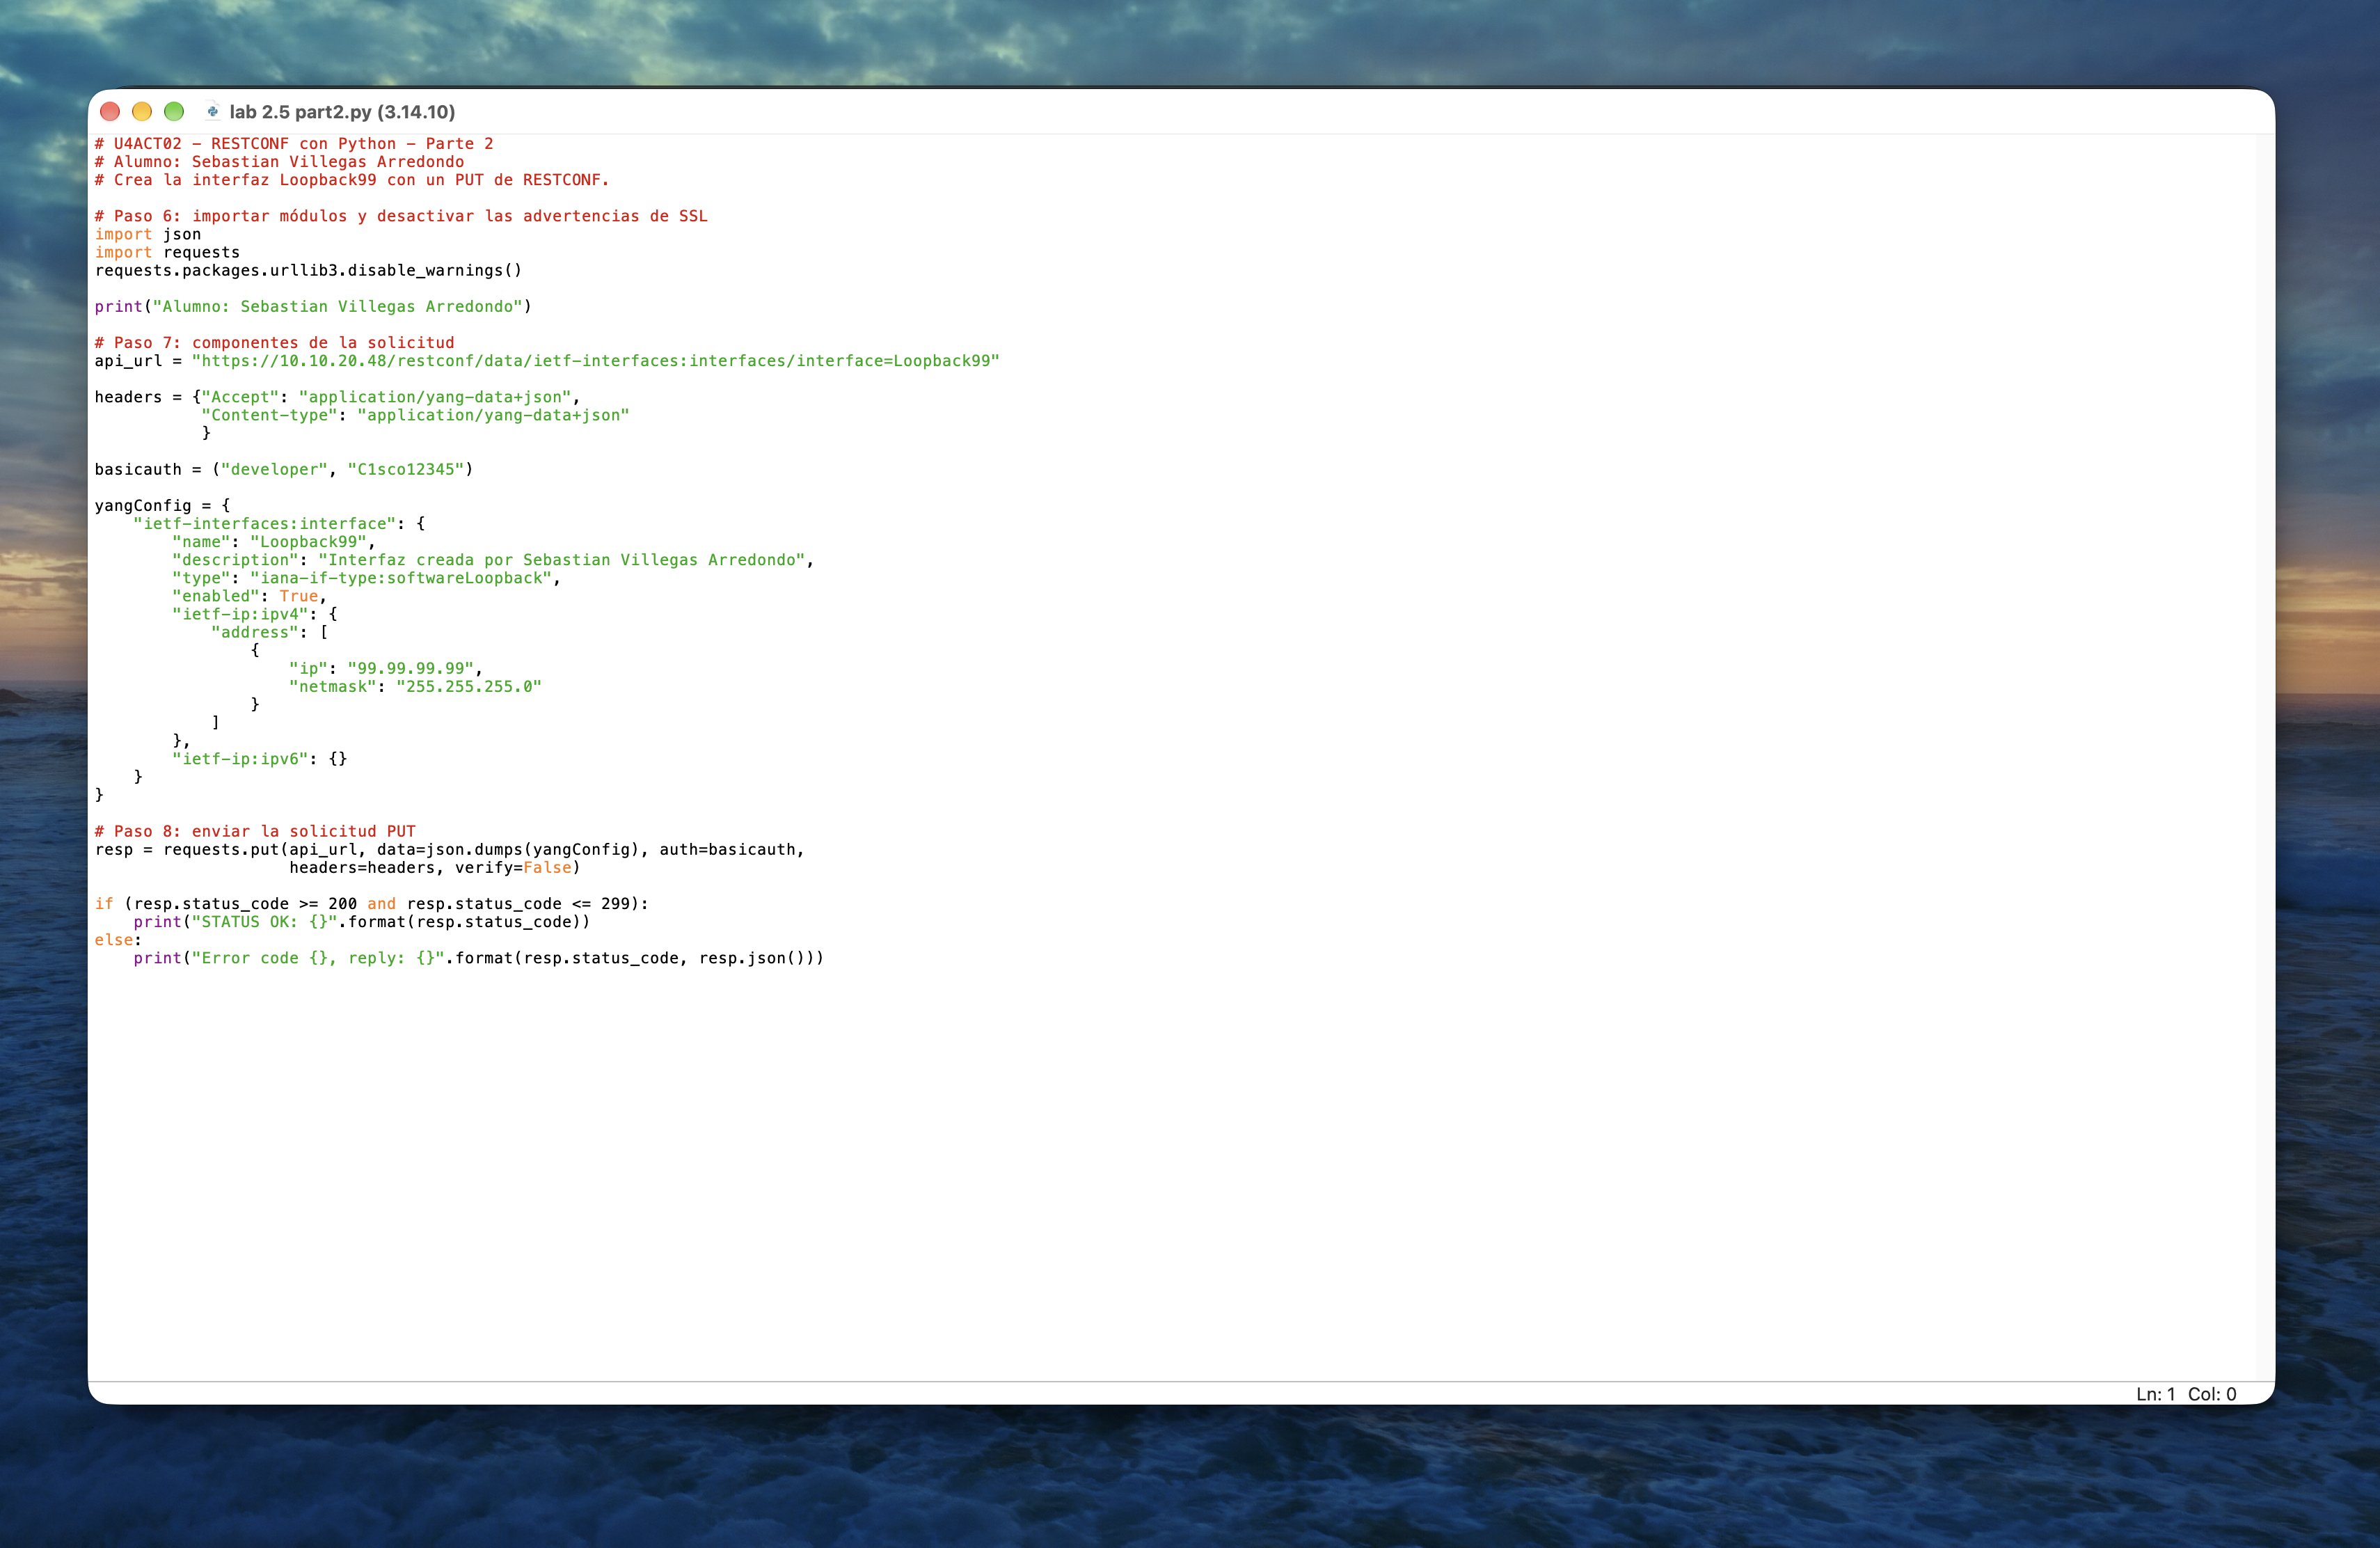 lab 2.5 part2.py (3.14.10)
# U4ACT02 – RESTCONF con Python – Parte 2
# Alumno: Sebastian Villegas Arredondo
# Crea la interfaz Loopback99 con un PUT de RESTCONF.

# Paso 6: importar módulos y desactivar las advertencias de SSL
import json
import requests
requests.packages.urllib3.disable_warnings()

print("Alumno: Sebastian Villegas Arredondo")

# Paso 7: componentes de la solicitud
api_url = "https://10.10.20.48/restconf/data/ietf-interfaces:interfaces/interface=Loopback99"

headers = {"Accept": "application/yang-data+json",
           "Content-type": "application/yang-data+json"
           }

basicauth = ("developer", "C1sco12345")

yangConfig = {
    "ietf-interfaces:interface": {
        "name": "Loopback99",
        "description": "Interfaz creada por Sebastian Villegas Arredondo",
        "type": "iana-if-type:softwareLoopback",
        "enabled": True,
        "ietf-ip:ipv4": {
            "address": [
                {
                    "ip": "99.99.99.99",
                    "netmask": "255.255.255.0"
                }
            ]
        },
        "ietf-ip:ipv6": {}
    }
}

# Paso 8: enviar la solicitud PUT
resp = requests.put(api_url, data=json.dumps(yangConfig), auth=basicauth,
                    headers=headers, verify=False)

if (resp.status_code >= 200 and resp.status_code <= 299):
    print("STATUS OK: {}".format(resp.status_code))
else:
    print("Error code {}, reply: {}".format(resp.status_code, resp.json()))
Ln: 1 Col: 0